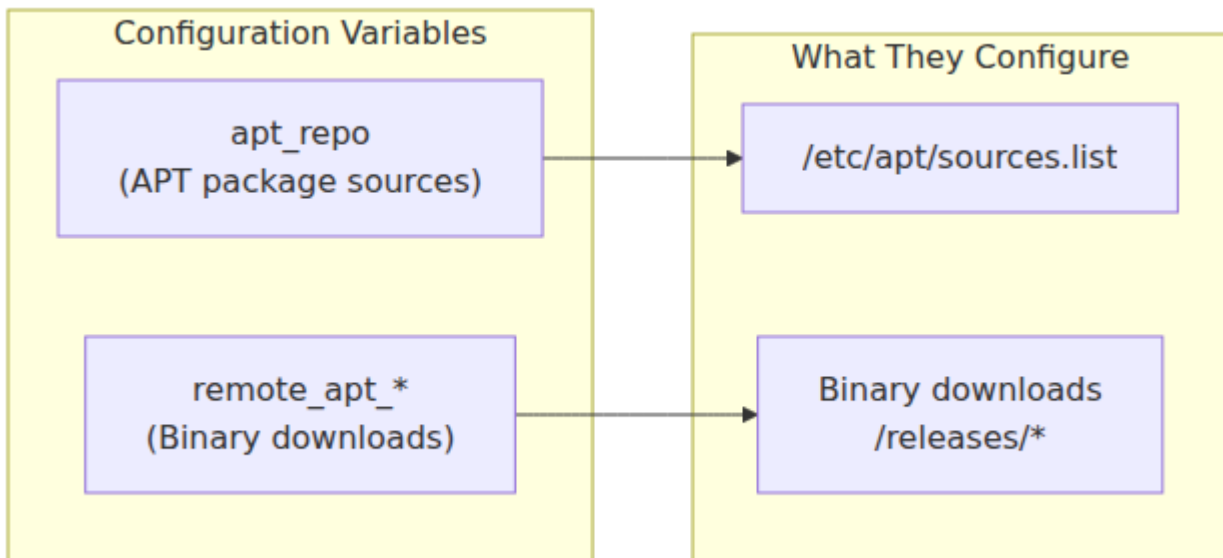 Configuration Variables
apt_repo
(APT package sources)
remote_apt_*
(Binary downloads)
What They Configure
/etc/apt/sources.list
Binary downloads
/releases/*